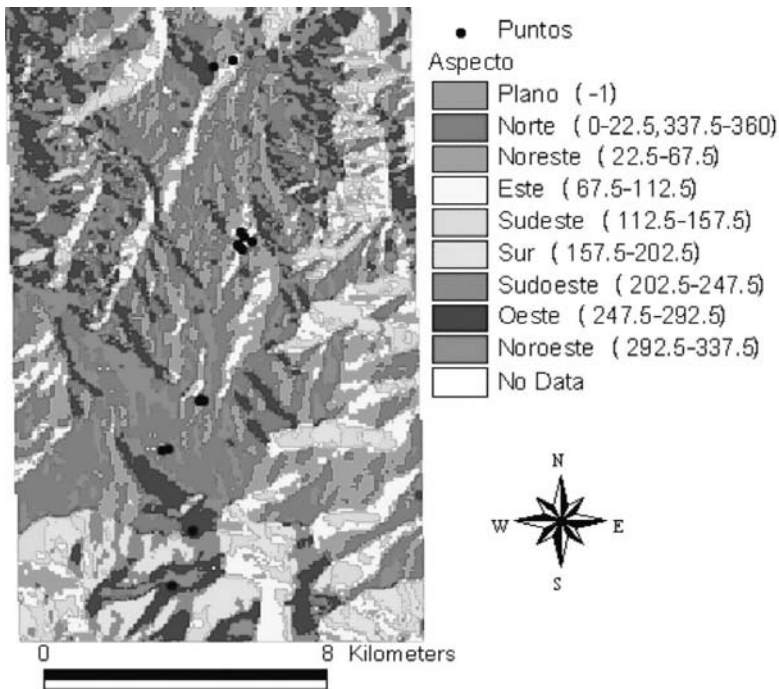 Puntos
Aspecto
Plano (-1)
Norte (0-22.5,337.5-360)
Noreste (22.5-67.5)
Este (67.5-112.5)
Sudeste (112.5-157.5)
Sur (157.5-202.5)
Sudoeste (202.5-247.5)
Oeste (247.5-292.5)
Noroeste (292.5-337.5)
No Data
N
W E
S
0 8 Kilometers